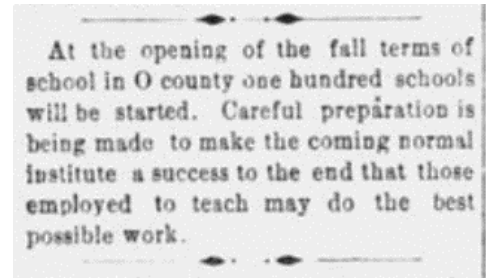 At the opening of the fall terms of
school in O county one hundred schools
will be started. Careful preparation is
being made to make the coming normal
institute a success to the end that those
employed to teach may do the best
possible work.